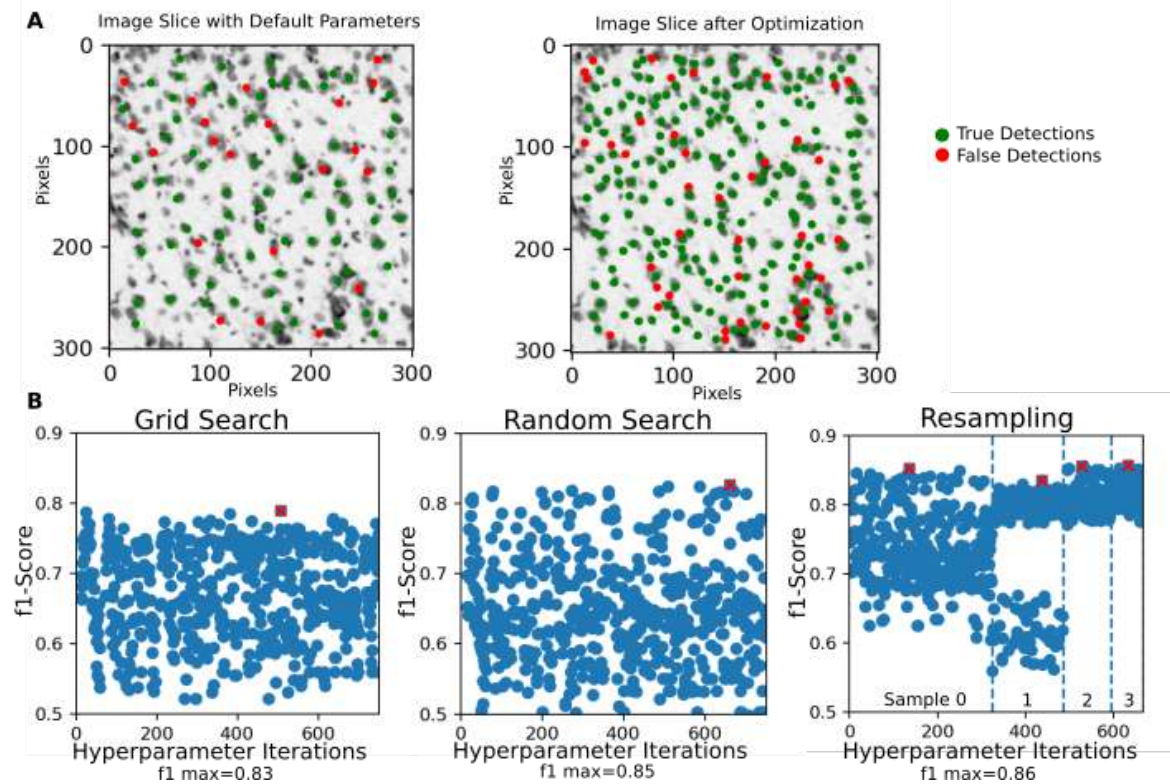 A
Image Slice with Default Parameters
Image Slice after Optimization
0
100
200
300
Pixels
0 100 200 300
Pixels
0
100
200
300
Pixels
0 100 200 300
Pixels
True Detections
False Detections
B
Grid Search
0.9
0.8
0.7
0.6
0.5
f1-Score
0 200 400 600
Hyperparameter Iterations
f1 max=0.83
Random Search
0.9
0.8
0.7
0.6
0.5
f1-Score
0 200 400 600
Hyperparameter Iterations
f1 max=0.85
Resampling
0.9
0.8
0.7
0.6
0.5
f1-Score
Sample 0 1 2 3
0 200 400 600
Hyperparameter Iterations
f1 max=0.86